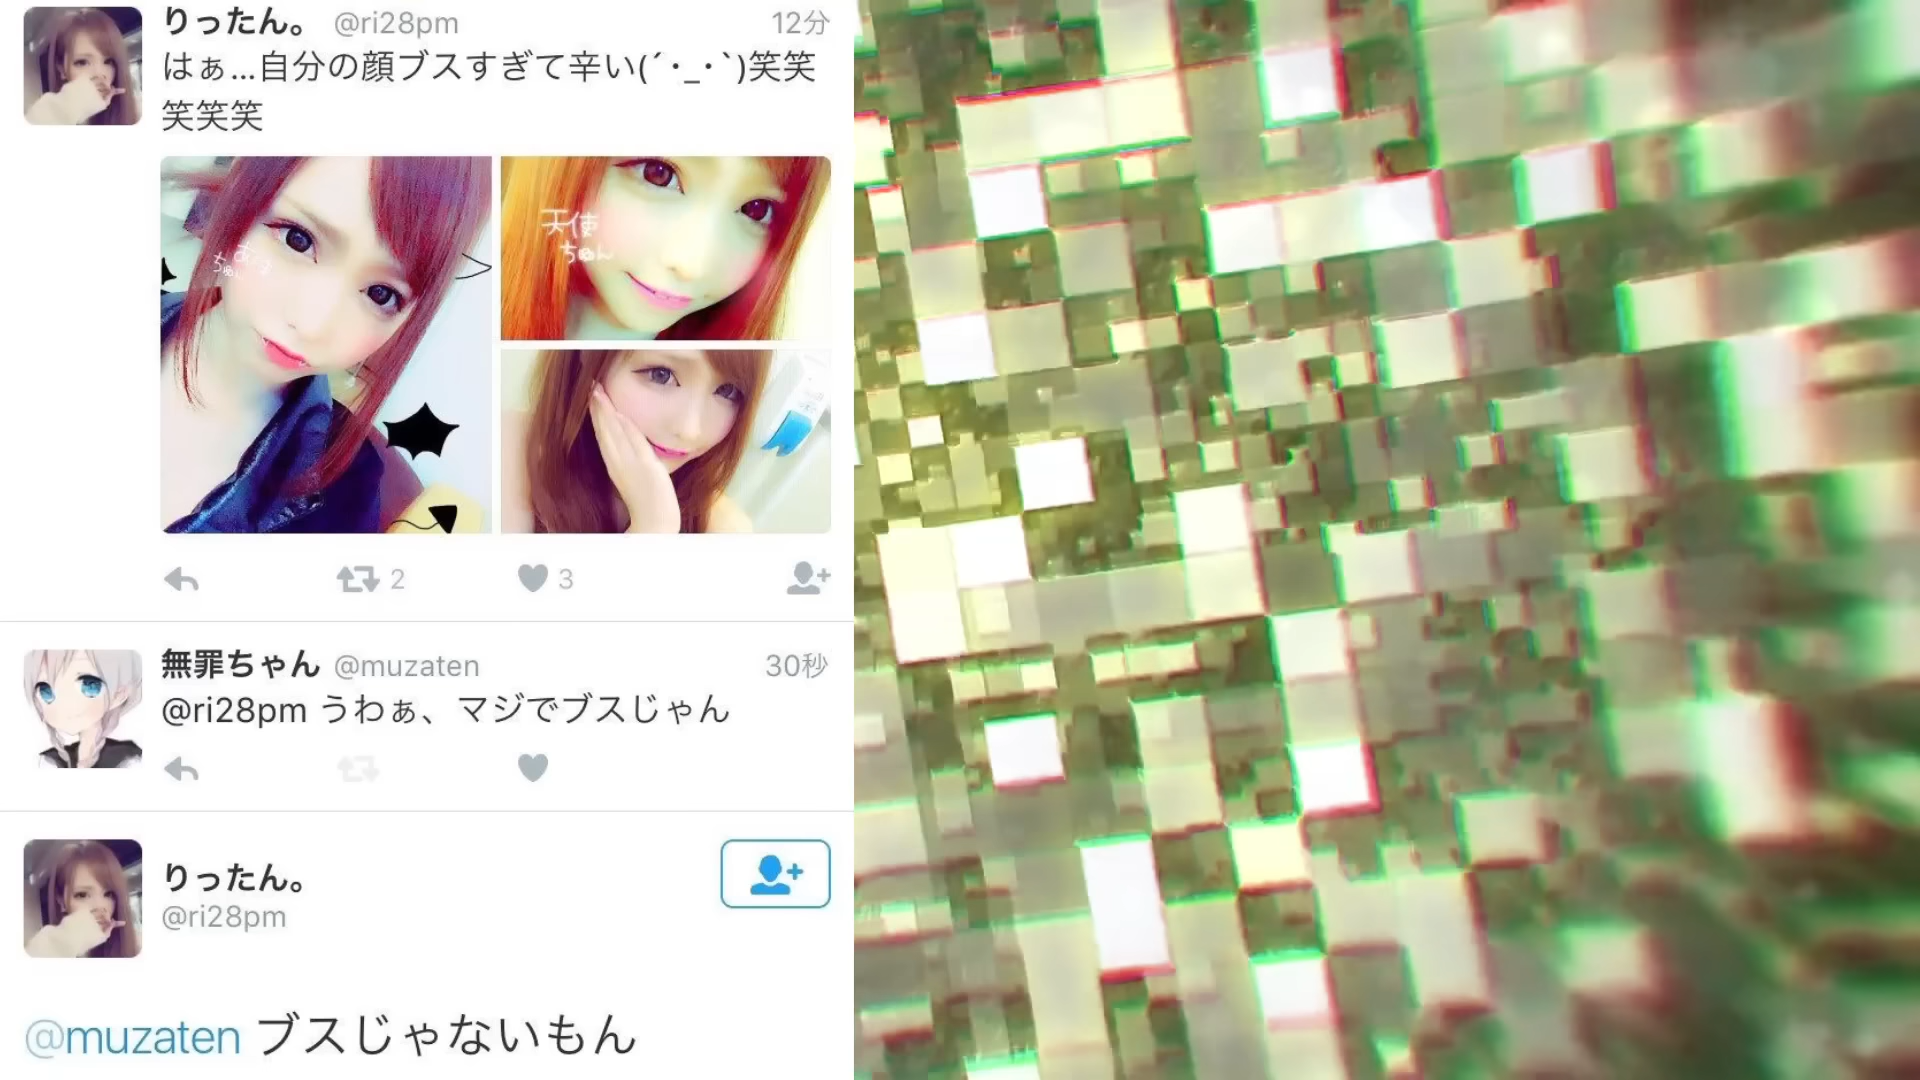 りったん。 @ri28pm 12分
はぁ...自分の顔ブスすぎて辛い(´･_･`)笑笑
笑笑笑
天使
ちゅん
2 3
無罪ちゃん @muzaten 30秒
@ri28pm うわぁ、マジでブスじゃん
りったん。
@ri28pm
@muzaten ブスじゃないもん